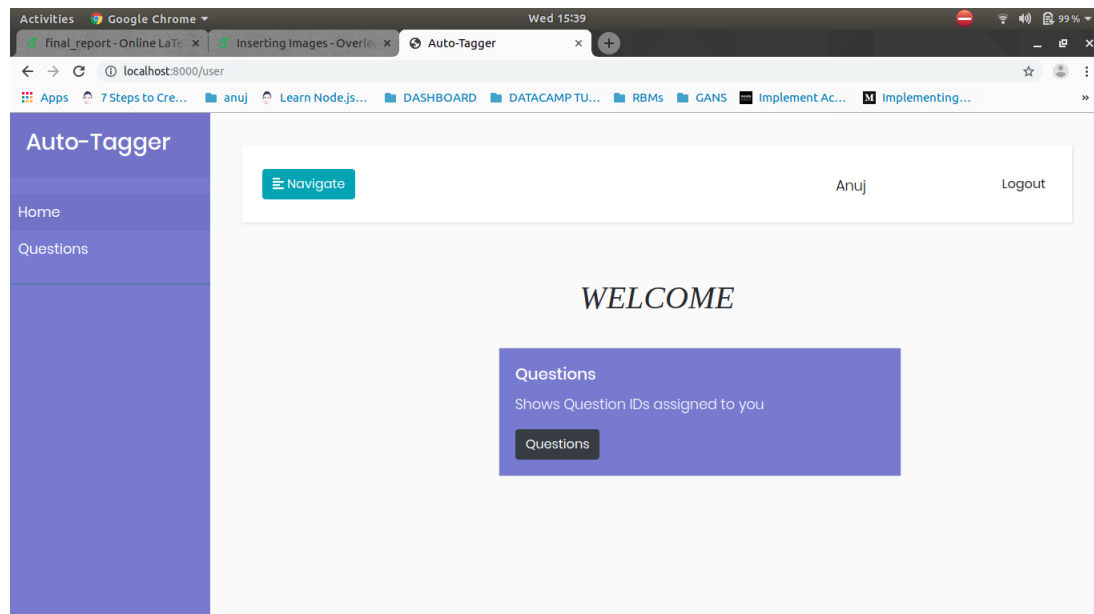 Activities Google Chrome Wed 15:39 99 %
final_report - Online LaTe Inserting Images - Overle Auto-Tagger
localhost:8000/user
Apps 7 Steps to Cre... anuj Learn Node.js... DASHBOARD DATACAMP TU... RBMs GANS Implement Ac... Implementing... »
Auto-Tagger
Navigate Anuj Logout
Home
Questions
WELCOME
Questions
Shows Question IDs assigned to you
Questions